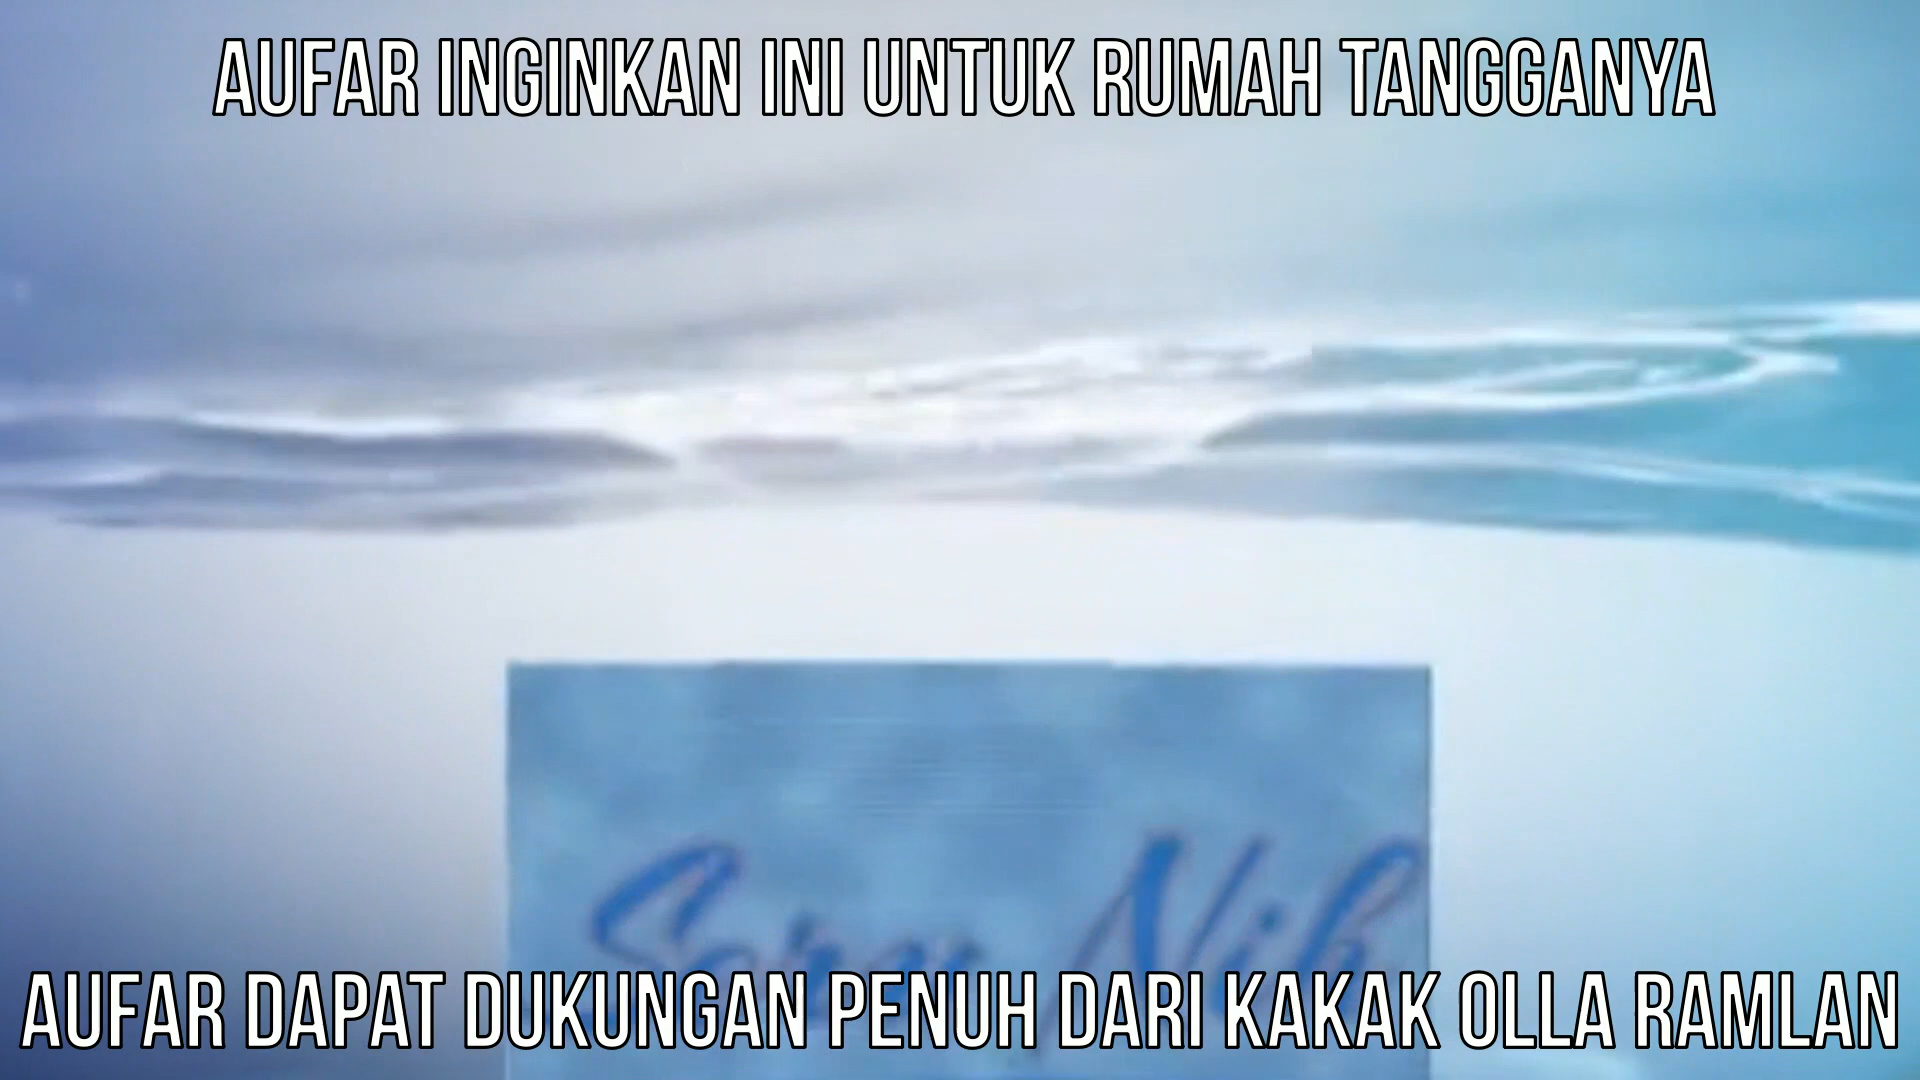 AUFAR INGINKAN INI UNTUK RUMAH TANGGANYA
AUFAR DAPAT DUKUNGAN PENUH DARI KAKAK OLLA RAMLAN